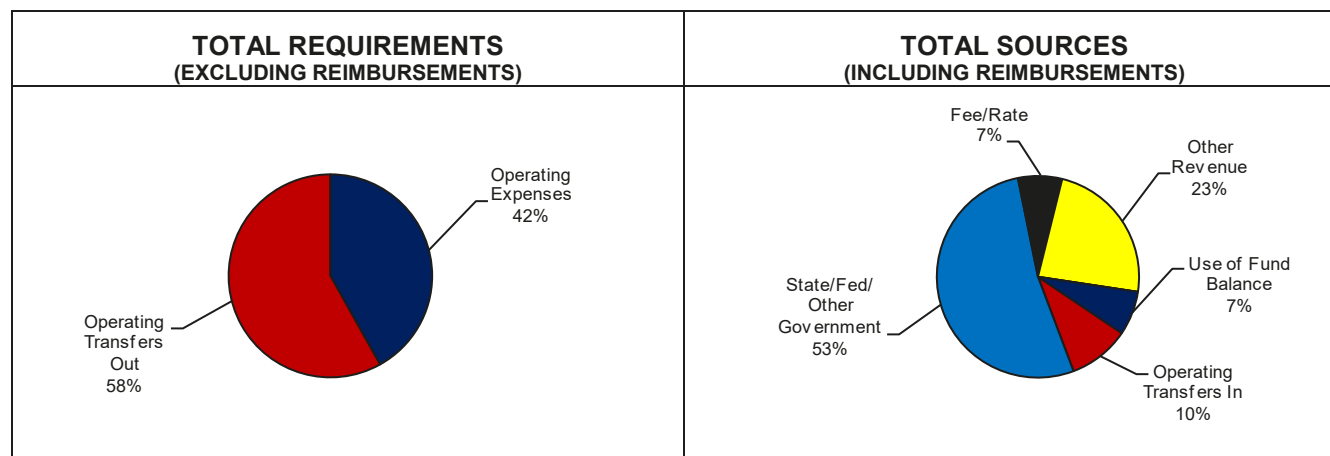 TOTAL REQUIREMENTS
(EXCLUDING REIMBURSEMENTS)
Operating
Expenses
42%
Operating
Transfers
Out
58%
TOTAL SOURCES
(INCLUDING REIMBURSEMENTS)
Fee/Rate
7%
Other
Revenue
23%
Use of Fund
Balance
7%
Operating
Transfers In
10%
State/Fed/
Other
Government
53%